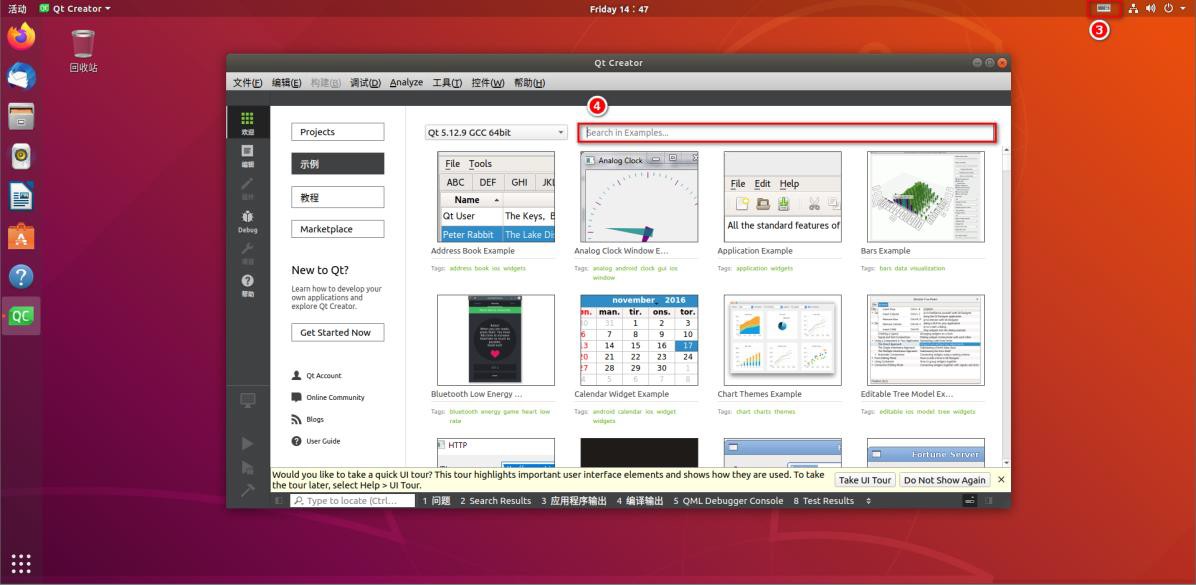 活动
Qt Creator
Friday 14：47
③
回收站
Qt Creator
文件(F) 编辑(E) 构建(B) 调试(D) Analyze 工具(T) 控件(W) 帮助(H)
④
欢迎
编辑
Debug
帮助
Projects
示例
教程
Marketplace
New to Qt?
Learn how to develop your
own applications and
explore Qt Creator.
Get Started Now
Qt Account
Online Community
Blogs
User Guide
Qt 5.12.9 GCC 64bit
Search in Examples...
File Tools
ABC DEF GHI JKL
Name
Qt User The Keys, B
Peter Rabbit The Lake Dis
Address Book Example
Tags: address book ios widgets
Analog Clock
Analog Clock Window E...
Tags: analog android clock gui ios
window
File Edit Help
All the standard features of
Application Example
Tags: application widgets
Bars Example
Tags: bars data visualization
Bluetooth Low Energy ...
Tags: bluetooth energy game heart low
rate
november, 2016
man. tir. ons. tor.
31 1 2 3
7 8 9 10
14 15 16 17
21 22 23 24
28 29 30 1
5 6 7 8
Calendar Widget Example
Tags: android calendar ios widget
widgets
Chart Themes Example
Tags: chart charts themes
Editable Tree Model Ex...
Tags: editable ios model tree widgets
HTTP
Fortune Server
Would you like to take a quick UI tour? This tour highlights important user interface elements and shows how they are used. To take
the tour later, select Help > UI Tour.
Take UI Tour
Do Not Show Again
Type to locate (Ctrl...
1 问题 2 Search Results 3 应用程序输出 4 编译输出 5 QML Debugger Console 8 Test Results